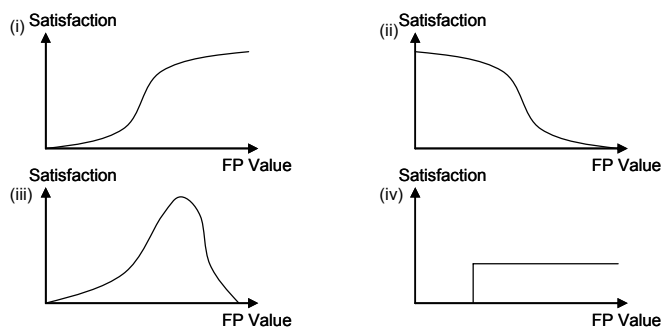 Satisfaction
(i)
FP Value
Satisfaction
(ii)
FP Value
Satisfaction
(iii)
FP Value
Satisfaction
(iv)
FP Value